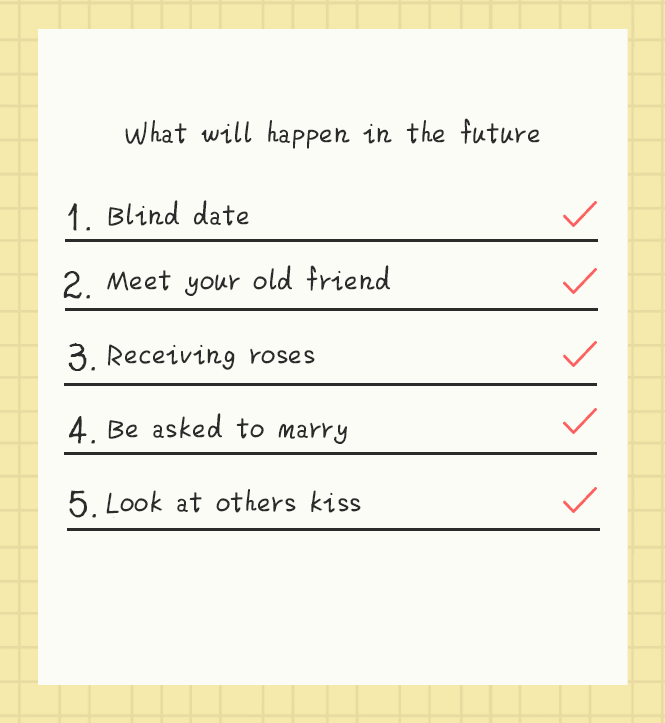 What will happen in the future
1. Blind date
2. Meet your old friend
3. Receiving roses
4. Be asked to marry
5. Look at others kiss